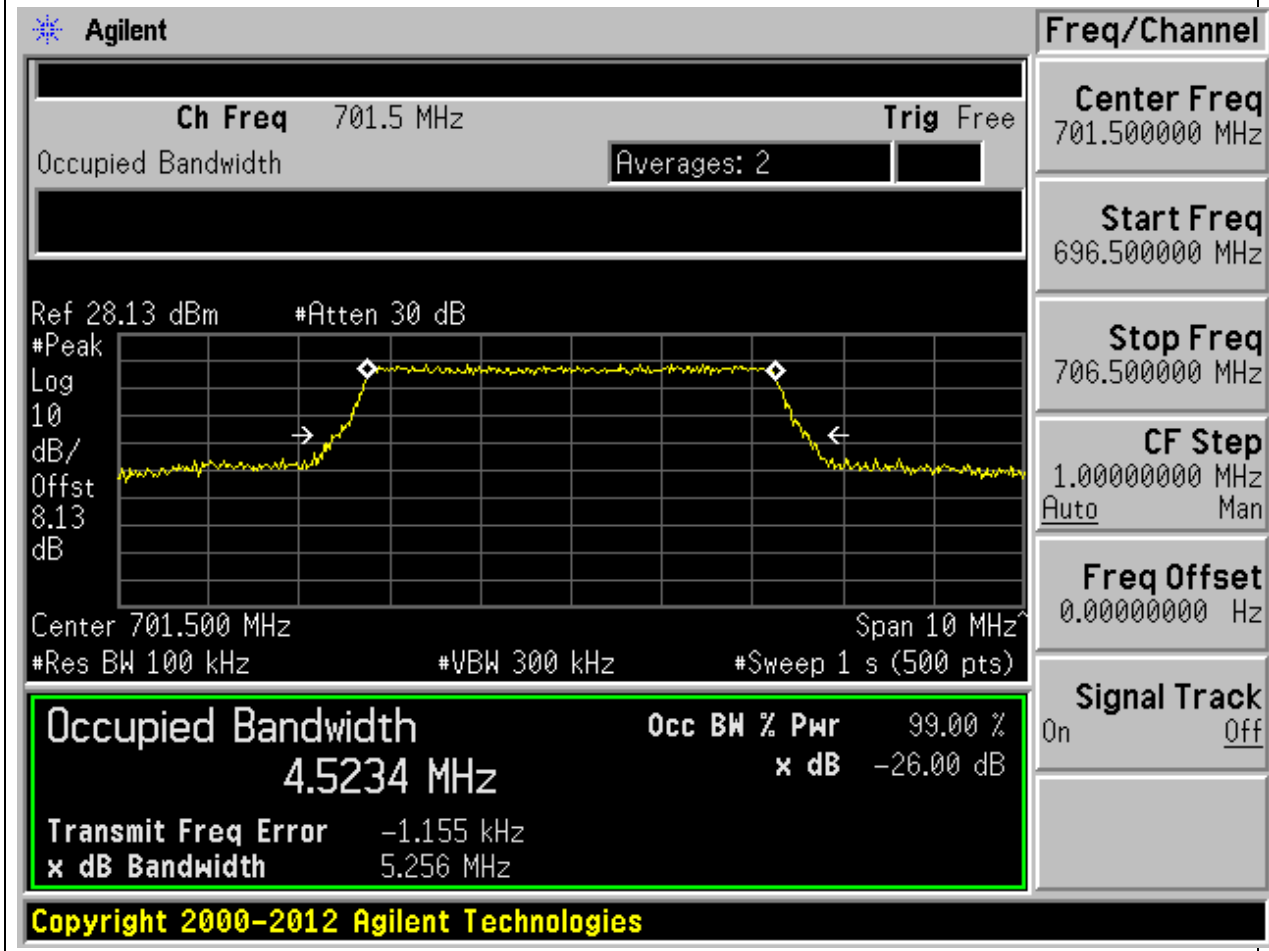 Agilent
Freq/Channel
Ch Freq 701.5 MHz Trig Free
Occupied Bandwidth Averages: 2
Ref 28.13 dBm #Atten 30 dB
#Peak
Log
10
dB/
Offst
8.13
dB
Center 701.500 MHz Span 10 MHz^
#Res BW 100 kHz #VBW 300 kHz #Sweep 1 s (500 pts)
Occupied Bandwidth
4.5234 MHz
Occ BW % Pwr 99.00 %
x dB -26.00 dB
Transmit Freq Error -1.155 kHz
x dB Bandwidth 5.256 MHz
Copyright 2000-2012 Agilent Technologies
Center Freq
701.500000 MHz
Start Freq
696.500000 MHz
Stop Freq
706.500000 MHz
CF Step
1.00000000 MHz
Auto Man
Freq Offset
0.00000000 Hz
Signal Track
On Off